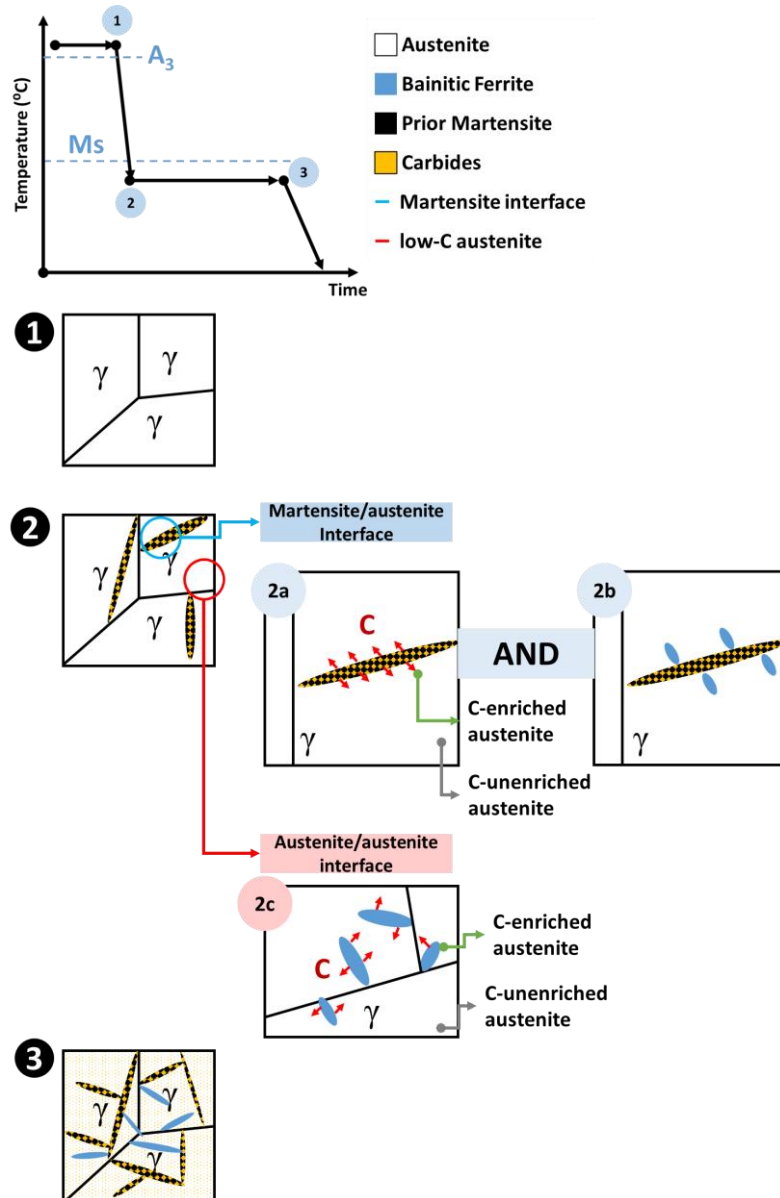 1
A₃
Temperature (⁰C)
Ms
3
2
Time
Austenite
Bainitic Ferrite
Prior Martensite
Carbides
Martensite interface
low-C austenite
1
γ
γ
γ
2
γ
γ
γ
Martensite/austenite
Interface
2a
C
γ
AND
2b
C-enriched
austenite
C-unenriched
austenite
Austenite/austenite
interface
2c
C
γ
C-enriched
austenite
C-unenriched
austenite
3
γ
γ
γ